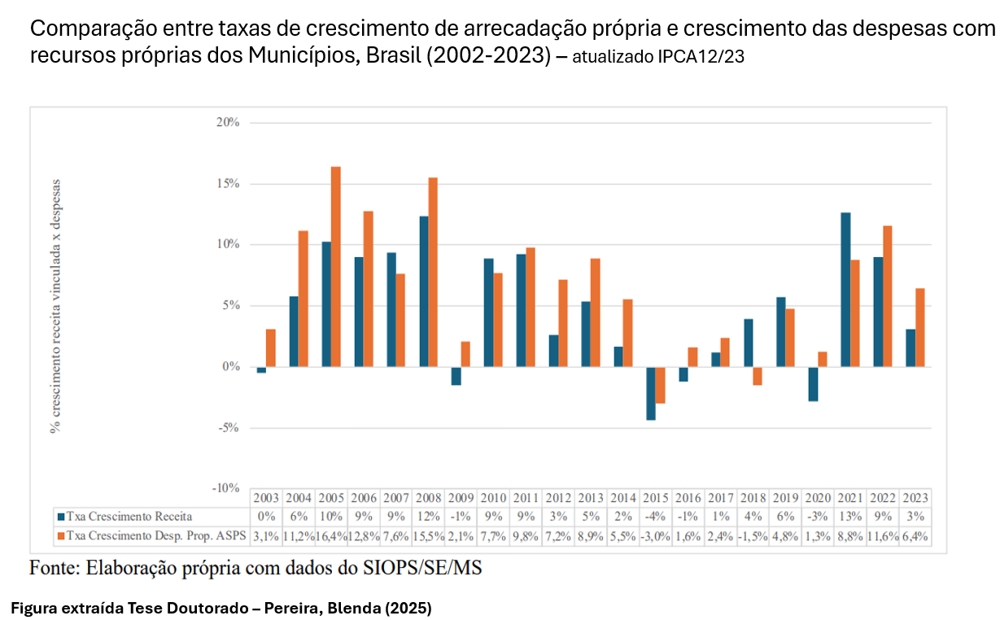 Comparação entre taxas de crescimento de arrecadação própria e crescimento das despesas com
recursos próprias dos Municípios, Brasil (2002-2023) – atualizado IPCA12/23
% crescimento receita vinculada x despesas
20%
15%
10%
5%
0%
-5%
-10%
2003 2004 2005 2006 2007 2008 2009 2010 2011 2012 2013 2014 2015 2016 2017 2018 2019 2020 2021 2022 2023
Txa Crescimento Receita 0% 6% 10% 9% 9% 12% -1% 9% 9% 3% 5% 2% -4% -1% 1% 4% 6% -3% 13% 9% 3%
Txa Crescimento Desp. Prop. ASPS 3,1% 11,2% 16,4% 12,8% 7,6% 15,5% 2,1% 7,7% 9,8% 7,2% 8,9% 5,5% -3,0% 1,6% 2,4% -1,5% 4,8% 1,3% 8,8% 11,6% 6,4%
Fonte: Elaboração própria com dados do SIOPS/SE/MS
Figura extraída Tese Doutorado – Pereira, Blenda (2025)